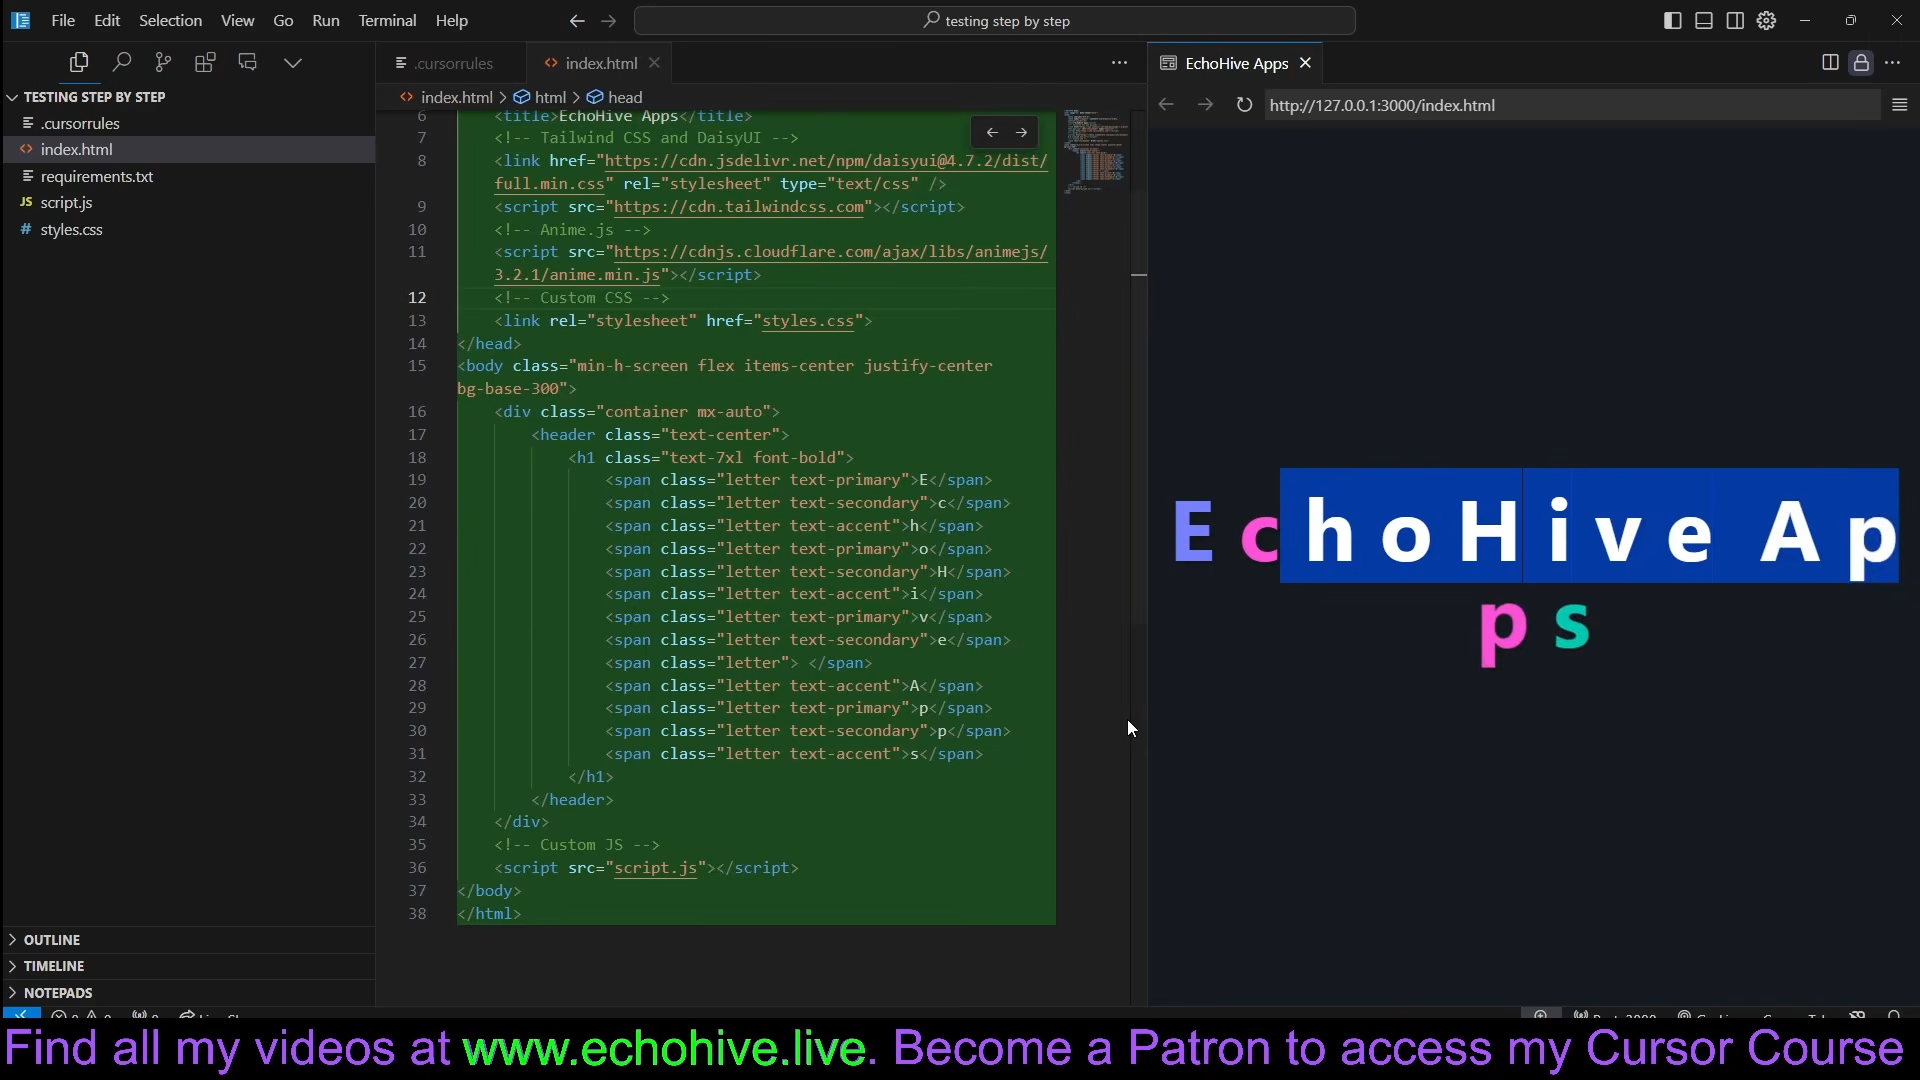 File Edit Selection View Go Run Terminal Help
testing step by step
TESTING STEP BY STEP
.cursorrules
index.html
requirements.txt
JS script.js
# styles.css
OUTLINE
TIMELINE
NOTEPADS
.cursorrules
<> index.html
<> index.html > html > head
6 <title>EchoHive Apps</title>
7 <!-- Tailwind CSS and DaisyUI -->
8 <link href="https://cdn.jsdelivr.net/npm/daisyui@4.7.2/dist/
full.min.css" rel="stylesheet" type="text/css" />
9 <script src="https://cdn.tailwindcss.com"></script>
10 <!-- Anime.js -->
11 <script src="https://cdnjs.cloudflare.com/ajax/libs/animejs/
3.2.1/anime.min.js"></script>
12 <!-- Custom CSS -->
13 <link rel="stylesheet" href="styles.css">
14 </head>
15 <body class="min-h-screen flex items-center justify-center
bg-base-300">
16 <div class="container mx-auto">
17 <header class="text-center">
18 <h1 class="text-7xl font-bold">
19 <span class="letter text-primary">E</span>
20 <span class="letter text-secondary">c</span>
21 <span class="letter text-accent">h</span>
22 <span class="letter text-primary">o</span>
23 <span class="letter text-secondary">H</span>
24 <span class="letter text-accent">i</span>
25 <span class="letter text-primary">v</span>
26 <span class="letter text-secondary">e</span>
27 <span class="letter"> </span>
28 <span class="letter text-accent">A</span>
29 <span class="letter text-primary">p</span>
30 <span class="letter text-secondary">p</span>
31 <span class="letter text-accent">s</span>
32 </h1>
33 </header>
34 </div>
35 <!-- Custom JS -->
36 <script src="script.js"></script>
37 </body>
38 </html>
EchoHive Apps
http://127.0.0.1:3000/index.html
E c h o H i v e A p
p s
Find all my videos at www.echohive.live. Become a Patron to access my Cursor Course